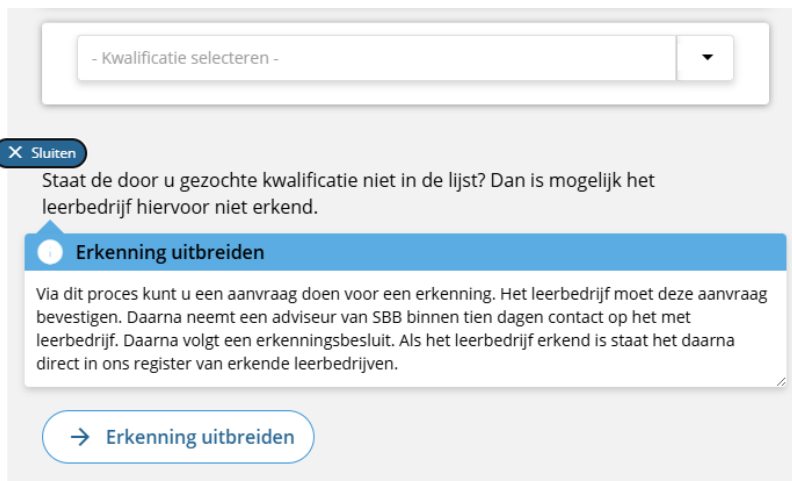 - Kwalificatie selecteren -
Sluiten
Staat de door u gezochte kwalificatie niet in de lijst? Dan is mogelijk het
leerbedrijf hiervoor niet erkend.
Erkenning uitbreiden
Via dit proces kunt u een aanvraag doen voor een erkenning. Het leerbedrijf moet deze aanvraag
bevestigen. Daarna neemt een adviseur van SBB binnen tien dagen contact op het met
leerbedrijf. Daarna volgt een erkenningsbesluit. Als het leerbedrijf erkend is staat het daarna
direct in ons register van erkende leerbedrijven.
Erkenning uitbreiden